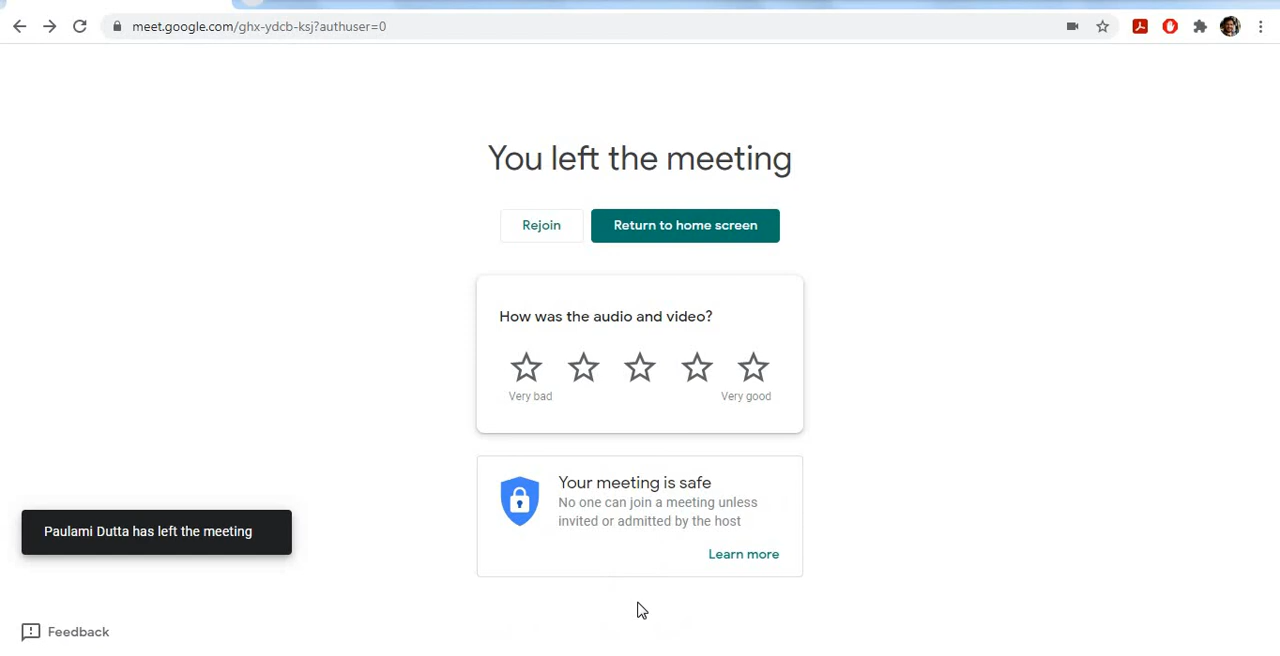 meet.google.com/ghx-ydcb-ksj?authuser=0
You left the meeting
Rejoin
Return to home screen
How was the audio and video?
Very bad
Very good
Your meeting is safe
No one can join a meeting unless
invited or admitted by the host
Learn more
Paulami Dutta has left the meeting
Feedback